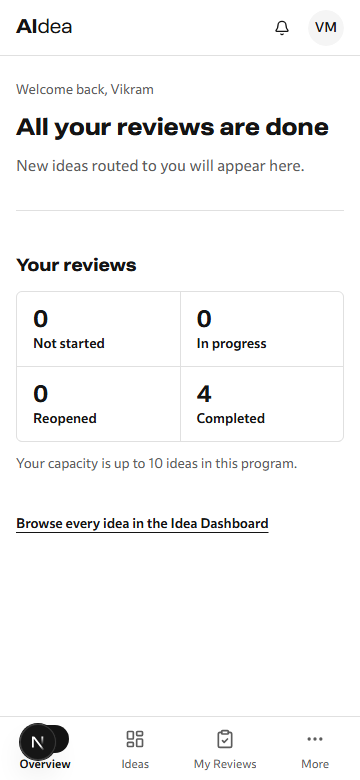 AIdea
VM
Welcome back, Vikram
All your reviews are done
New ideas routed to you will appear here.
Your reviews
0
Not started
0
In progress
0
Reopened
4
Completed
Your capacity is up to 10 ideas in this program.
Browse every idea in the Idea Dashboard
N
Overview
Ideas
My Reviews
More